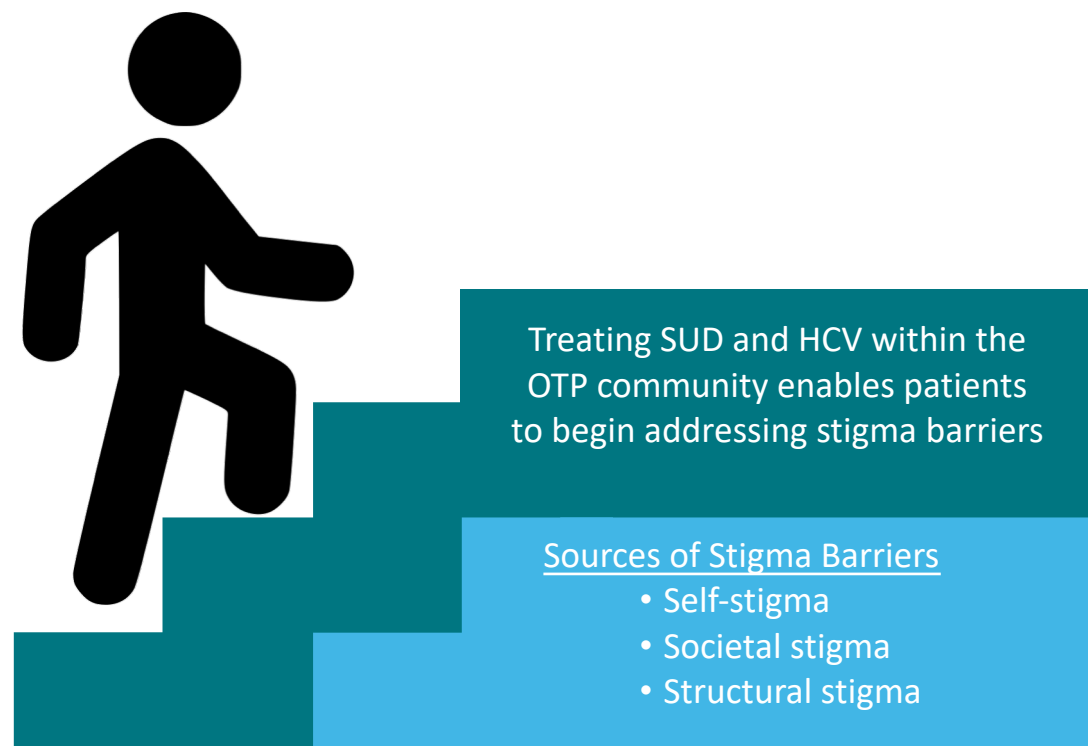 Treating SUD and HCV within the
OTP community enables patients
to begin addressing stigma barriers
Sources of Stigma Barriers
• Self-stigma
• Societal stigma
• Structural stigma